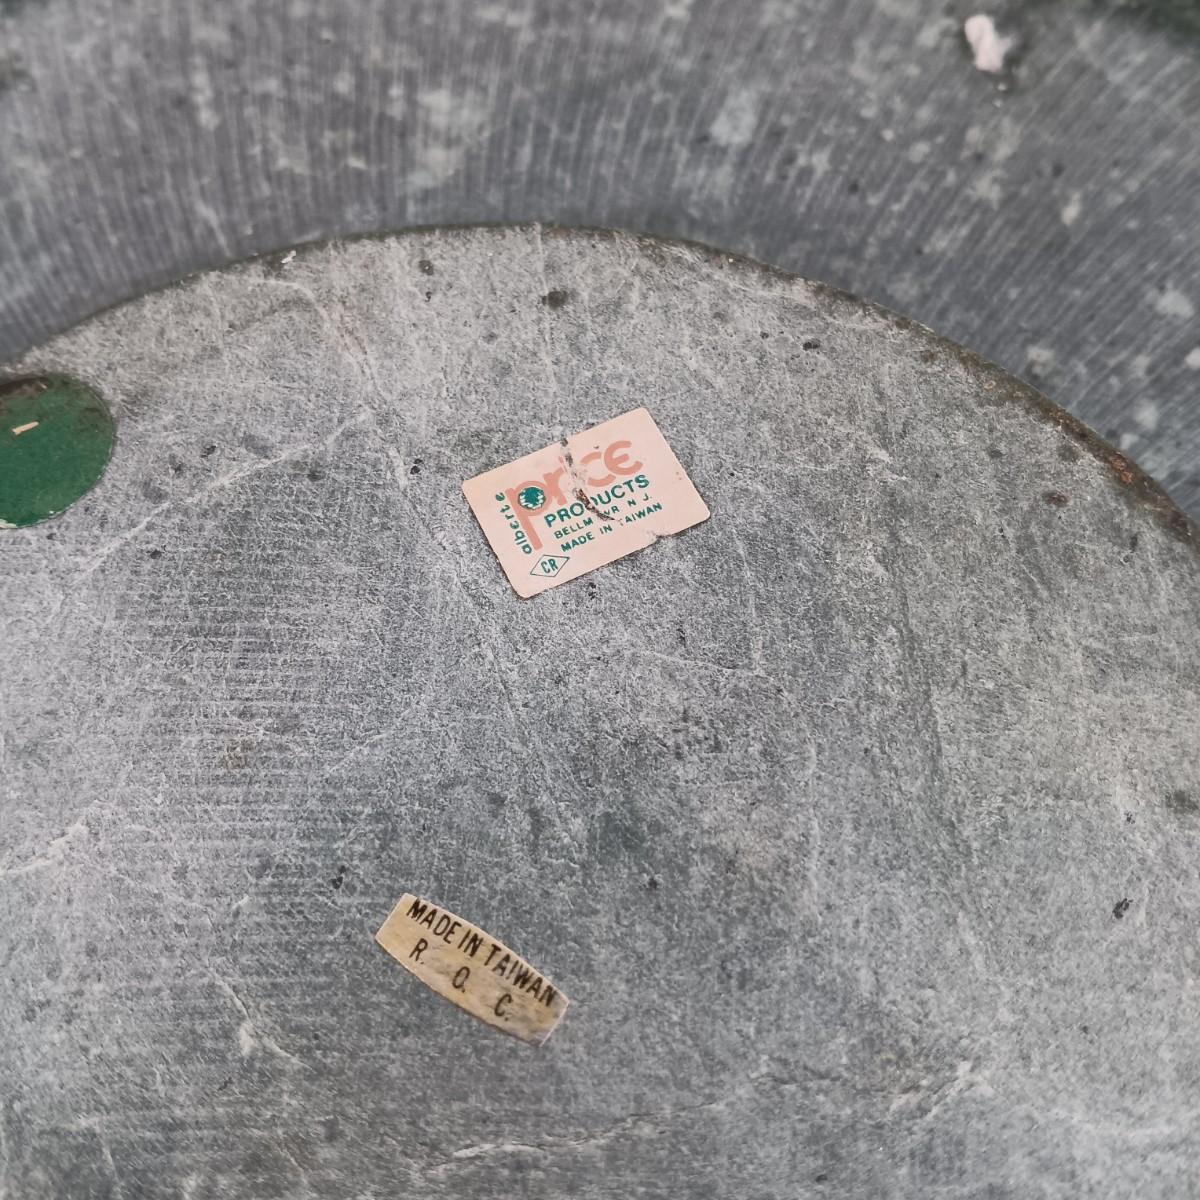 alberte
price
PRODUCTS
N J.
MADE IN TAIWAN
CR
MADE IN TAIWAN
R. O. C.